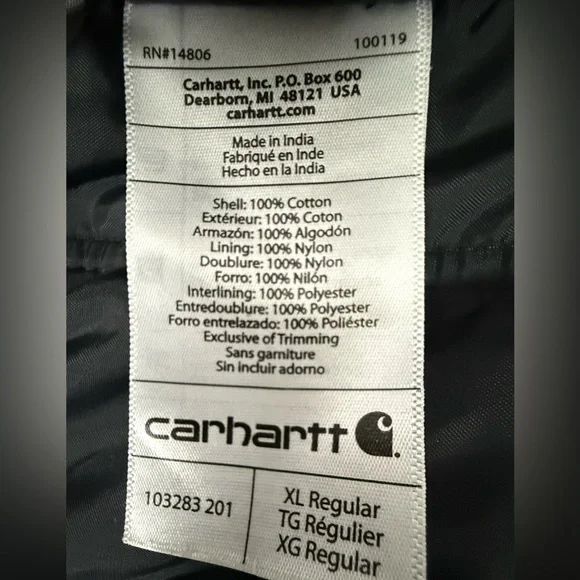 RN#14806 100119
Carhartt, Inc. P.O. Box 600
Dearborn, MI 48121 USA
carhartt.com
Made in India
Fabriqué en Inde
Hecho en la India
Shell: 100% Cotton
Extérieur: 100% Coton
Armazón: 100% Algodón
Lining: 100% Nylon
Doublure: 100% Nylon
Forro: 100% Nilón
Interlining: 100% Polyester
Entredoublure: 100% Polyester
Forro entrelazado: 100% Poliéster
Exclusive of Trimming
Sans garniture
Sin incluir adorno
carhartt
103283 201
XL Regular
TG Régulier
XG Regular